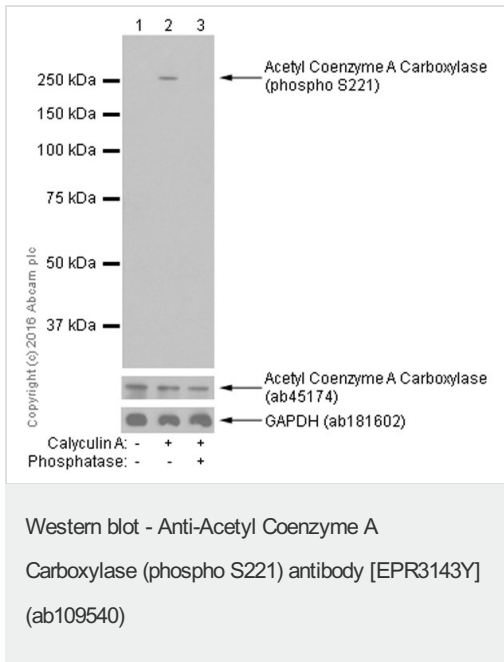 1 2 3
Acetyl Coenzyme A Carboxylase
(phospho S221)
250 kDa
150 kDa
100 kDa
75 kDa
50 kDa
37 kDa
Copyright (c) 2016 Abcam plc
Acetyl Coenzyme A Carboxylase
(ab45174)
GAPDH (ab181602)
Calyculin A: - + +
Phosphatase: - - +
Western blot - Anti-Acetyl Coenzyme A
Carboxylase (phospho S221) antibody [EPR3143Y]
(ab109540)